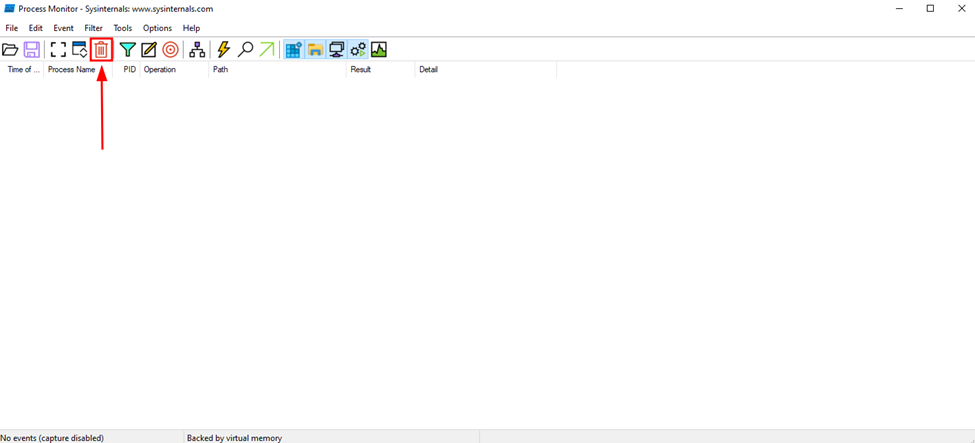 Process Monitor - Sysinternals: www.sysinternals.com
File Edit Event Filter Tools Options Help
Time of ... Process Name PID Operation Path Result Detail
No events (capture disabled) Backed by virtual memory